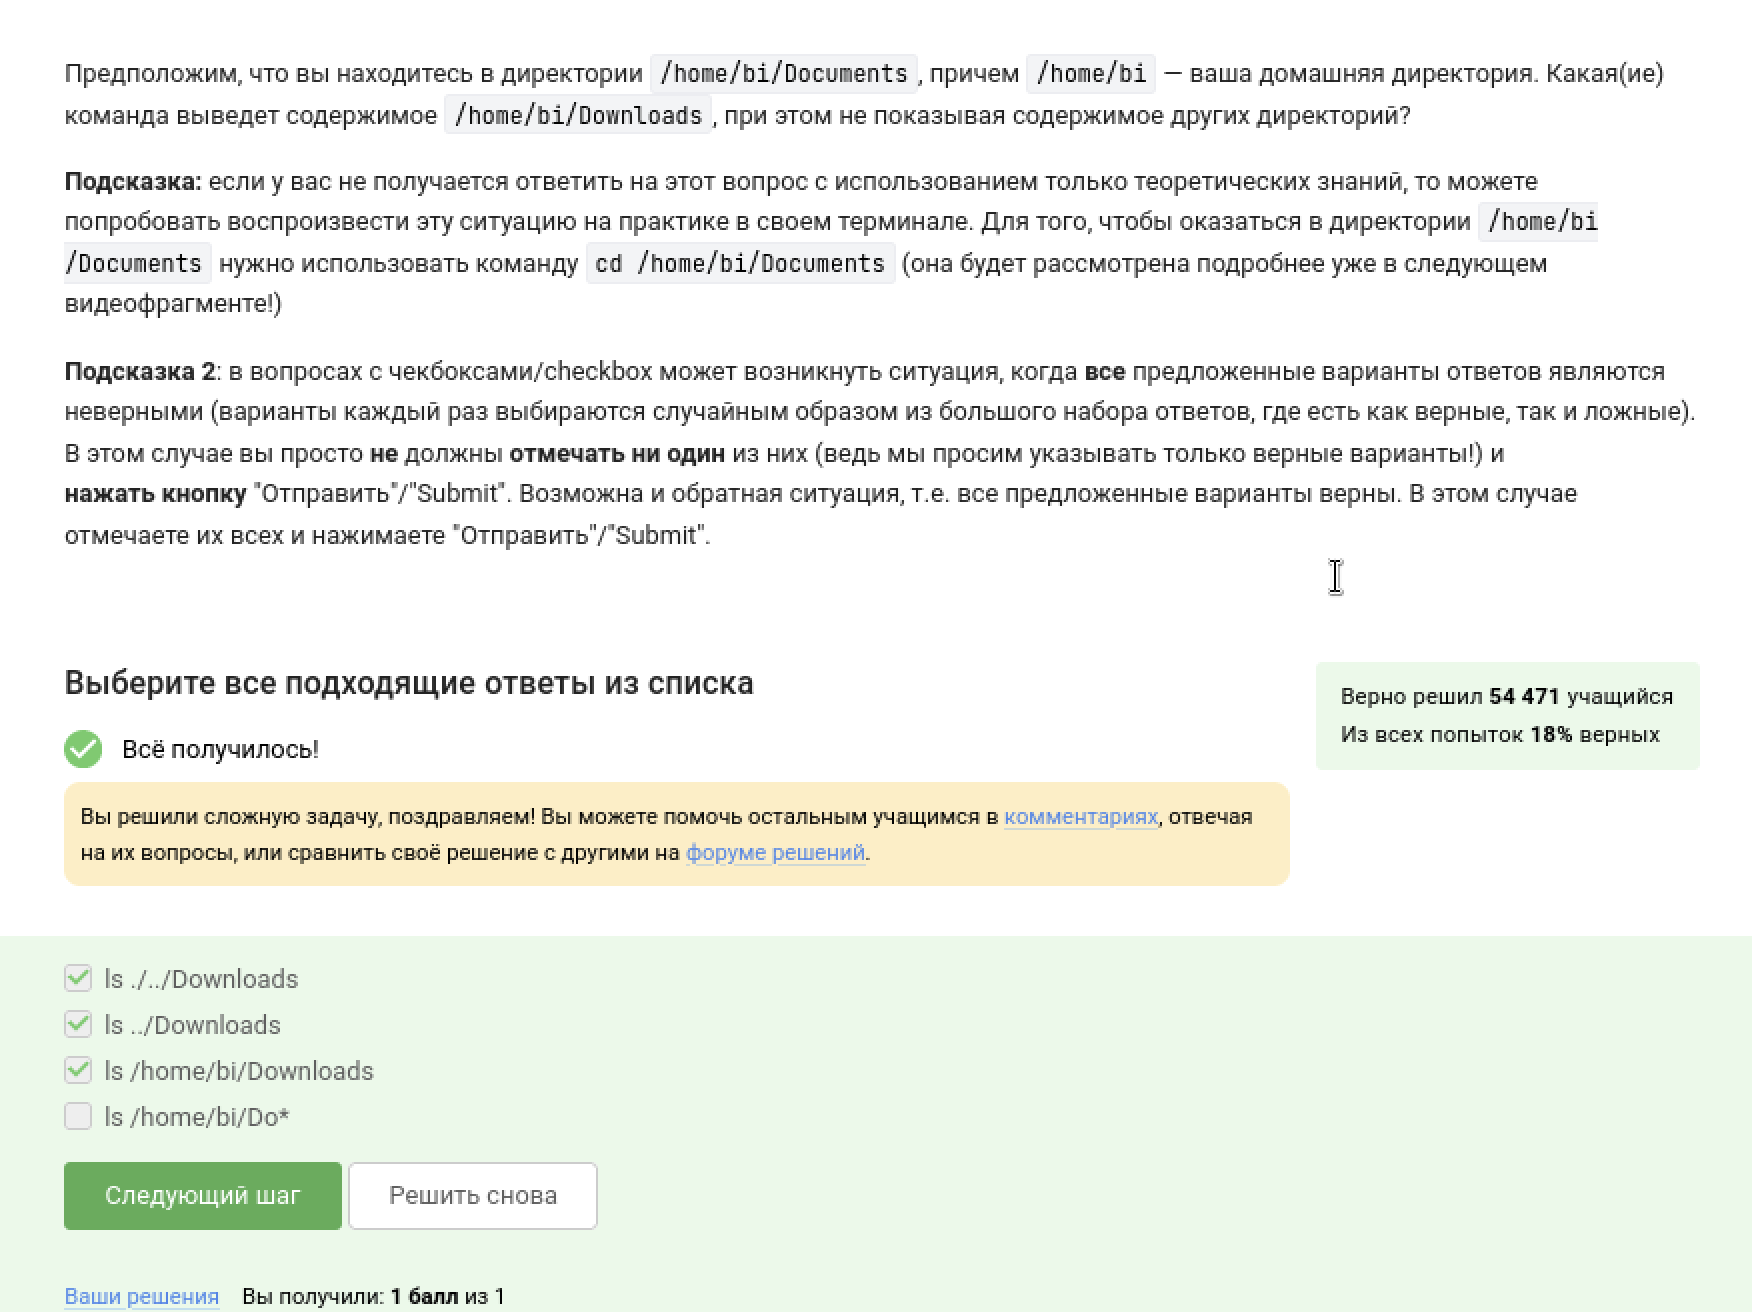 Предположим, что вы находитесь в директории /home/bi/Documents, причем /home/bi — ваша домашняя директория. Какая(ие)
команда выведет содержимое /home/bi/Downloads, при этом не показывая содержимое других директорий?
Подсказка: если у вас не получается ответить на этот вопрос с использованием только теоретических знаний, то можете
попробовать воспроизвести эту ситуацию на практике в своем терминале. Для того, чтобы оказаться в директории /home/bi
/Documents нужно использовать команду cd /home/bi/Documents (она будет рассмотрена подробнее уже в следующем
видеофрагменте!)
Подсказка 2: в вопросах с чекбоксами/checkbox может возникнуть ситуация, когда все предложенные варианты ответов являются
неверными (варианты каждый раз выбираются случайным образом из большого набора ответов, где есть как верные, так и ложные).
В этом случае вы просто не должны отмечать ни один из них (ведь мы просим указывать только верные варианты!) и
нажать кнопку "Отправить"/"Submit". Возможна и обратная ситуация, т.е. все предложенные варианты верны. В этом случае
отмечаете их всех и нажимаете "Отправить"/"Submit".
Выберите все подходящие ответы из списка
Верно решил 54 471 учащийся
Из всех попыток 18% верных
Всё получилось!
Вы решили сложную задачу, поздравляем! Вы можете помочь остальным учащимся в комментариях, отвечая
на их вопросы, или сравнить своё решение с другими на форуме решений.
ls ./../Downloads
ls ../Downloads
ls /home/bi/Downloads
ls /home/bi/Do*
Следующий шаг
Решить снова
Ваши решения Вы получили: 1 балл из 1